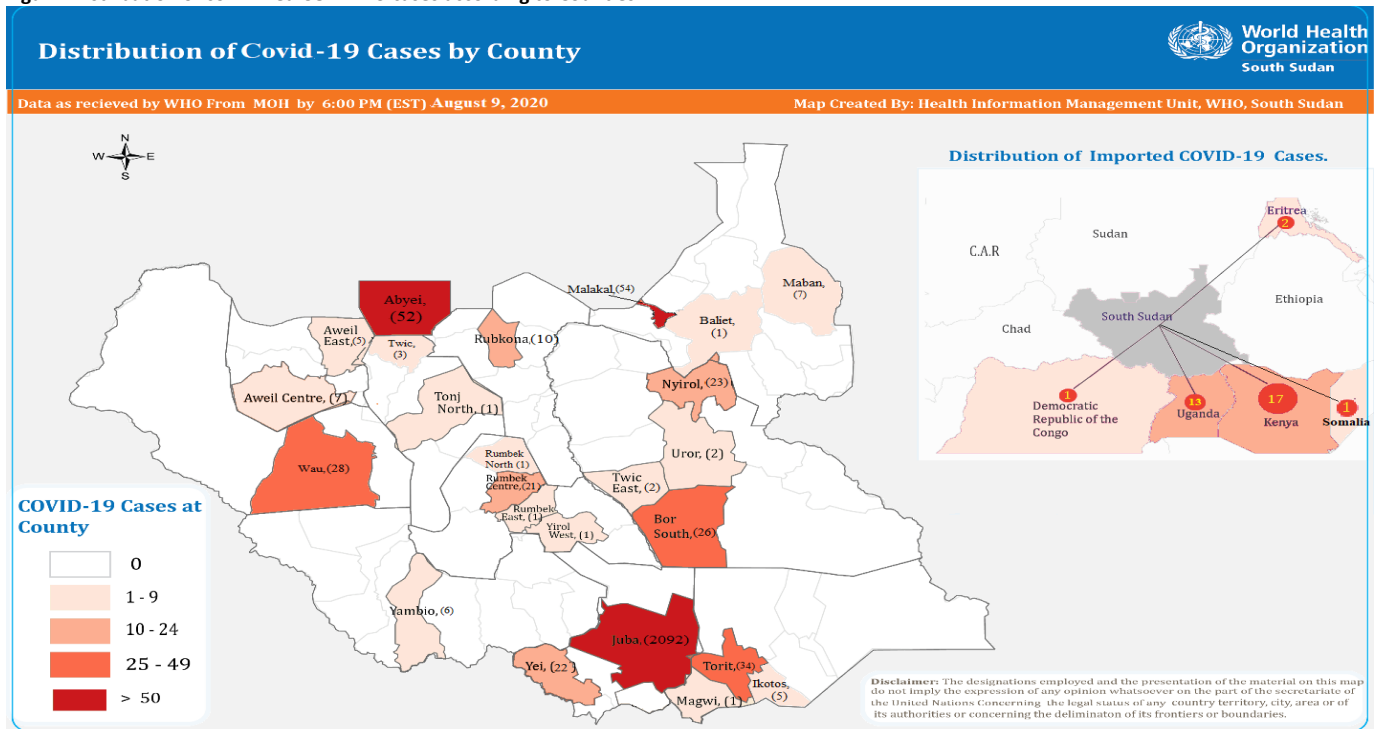 Distribution of Covid-19 Cases by County
World Health
Organization
South Sudan
Data as recieved by WHO From MOH by 6:00 PM (EST) August 9, 2020
Map Created By: Health Information Management Unit, WHO, South Sudan
N
W
E
S
Distribution of Imported COVID-19 Cases.
Eritrea
2
Sudan
C.A.R
Ethiopia
South Sudan
Chad
1
Democratic
Republic of the
Congo
13
Uganda
17
Kenya
1
Somalia
Maban,
(7)
Malakal,(54)
Baliet,
(1)
Abyei,
(52)
Aweil
East,(5)
Twic,
(3)
Rubkona,(10)
Nyirol,(23)
Aweil Centre, (7)
Tonj
North,(1)
Uror,(2)
Wau,(28)
Rumbek
North (1)
Rumbek
Centre,(21)
Rumbek
East,(1)
Yirol
West,(1)
Twic
East,(2)
Bor
South,(26)
Yambio,(6)
Juba,(2092)
Yei,(22)
Torit,(34)
Ikotos,
(5)
Magwi,(1)
COVID-19 Cases at
County
0
1 - 9
10 - 24
25 - 49
> 50
Disclaimer: The designations employed and the presentation of the material on this map
do not imply the expression of any opinion whatsoever on the part of the secretariate of
the United Nations Concerning the legal status of any country territory, city, area or of
its authorities or concerning the deliminaton of its frontiers or boundaries.